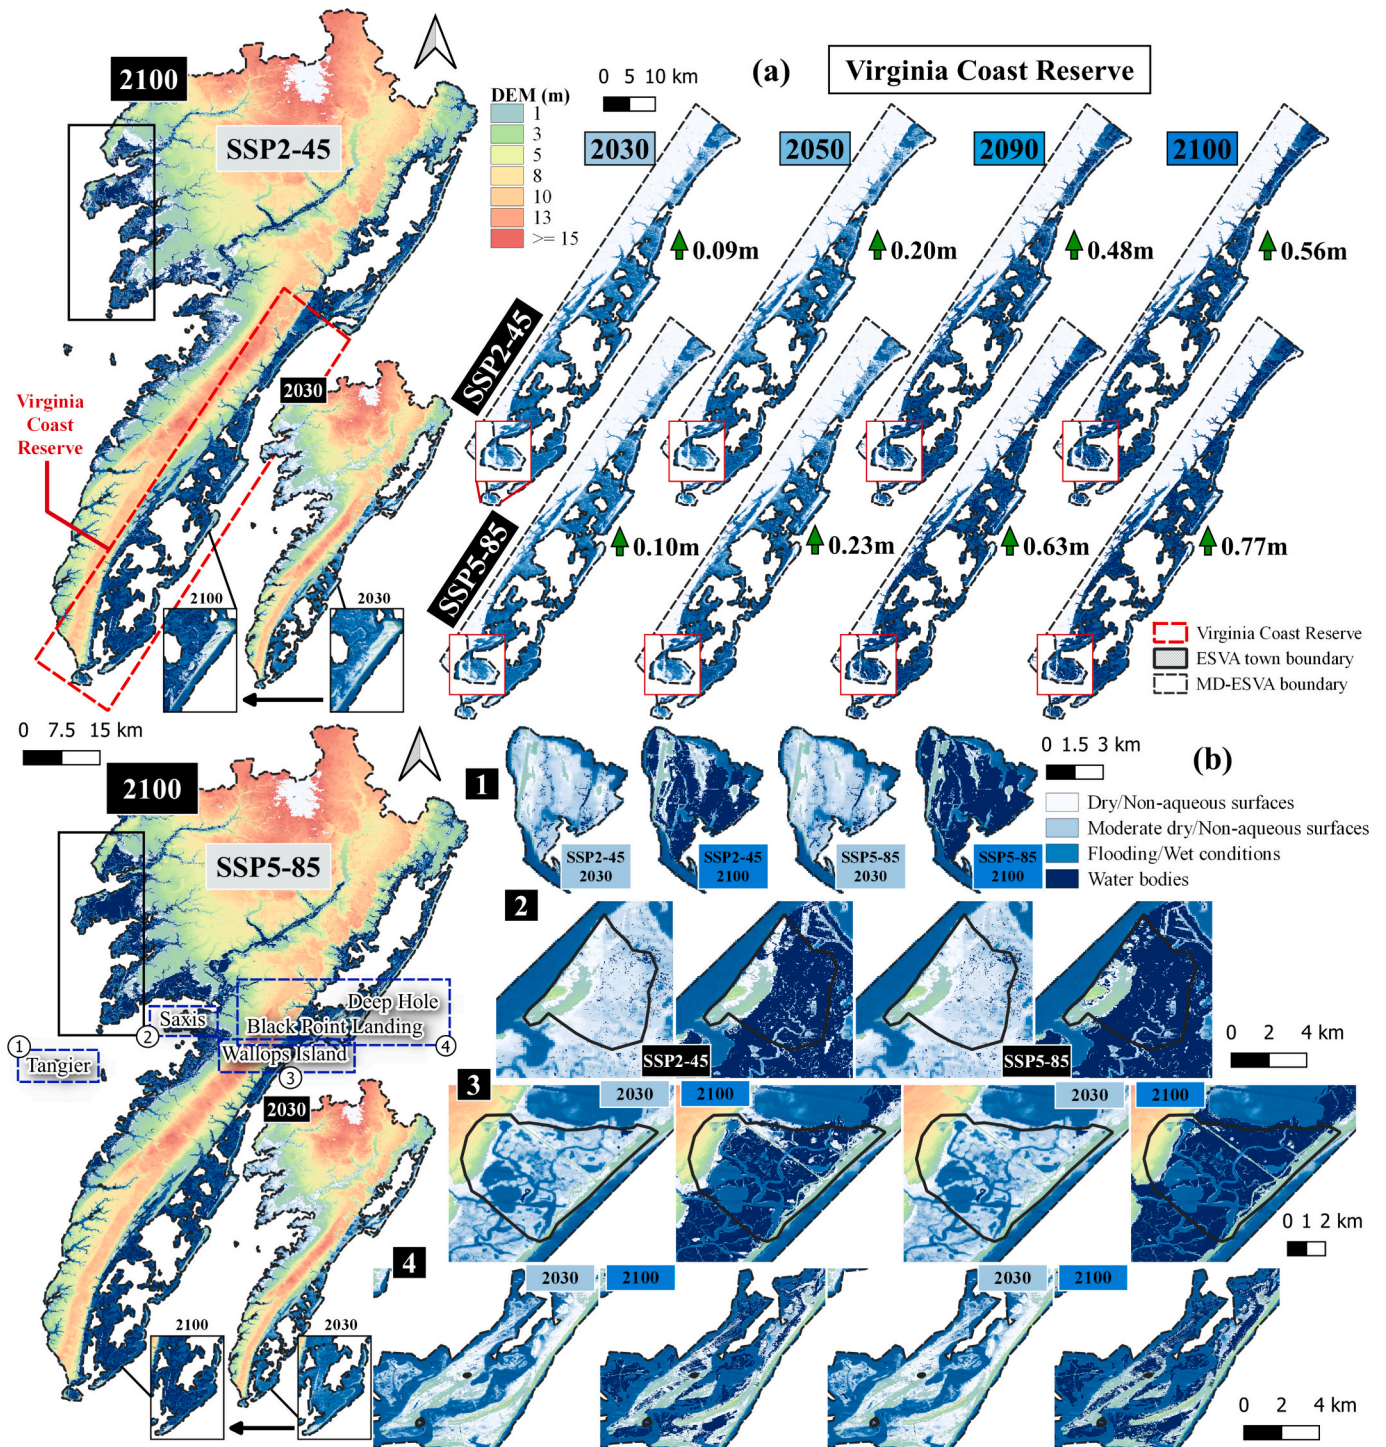 2100
SSP2-45
DEM (m)
1
3
5
8
10
13
>= 15
0 5 10 km
(a)
Virginia Coast Reserve
2030
2050
2090
2100
0.09m
0.20m
0.48m
0.56m
SSP2-45
Virginia
Coast
Reserve
2030
2100
2030
0.10m
0.23m
0.63m
0.77m
SSP5-85
Virginia Coast Reserve
ESVA town boundary
MD-ESVA boundary
0 7.5 15 km
2100
SSP5-85
1
SSP2-45
2030
SSP2-45
2100
SSP5-85
2030
SSP5-85
2100
0 1.5 3 km
(b)
Dry/Non-aqueous surfaces
Moderate dry/Non-aqueous surfaces
Flooding/Wet conditions
Water bodies
2
SSP2-45
SSP5-85
0 2 4 km
Deep Hole
Saxis
Black Point Landing
2
4
1
Tangier
Wallops Island
3
2030
2100
2030
3
2030
2100
2030
2100
0 1 2 km
4
2030
2100
2030
2100
0 2 4 km